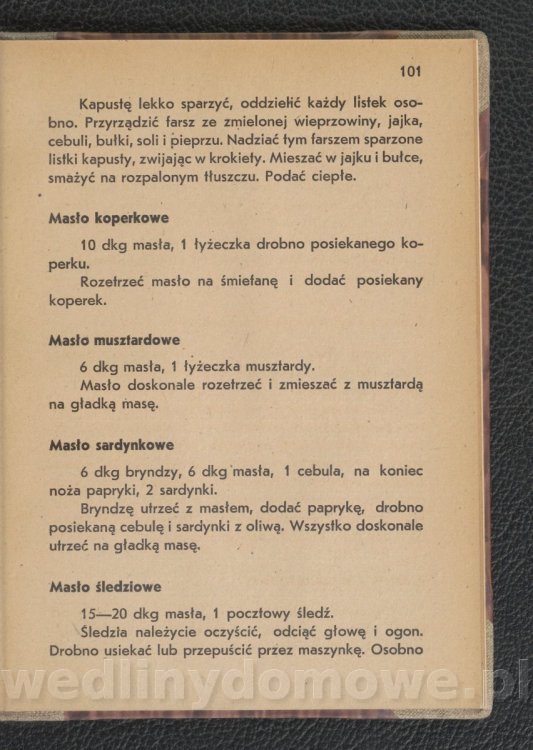 101
Kapustę lekko sparzyć, oddzielić każdy listek oso-
bno. Przyrządzić farsz ze zmielonej wieprzowiny, jajka,
cebuli, bułki, soli i pieprzu. Nadziać tym farszem sparzone
listki kapusty, zwijając w krokiety. Mieszać w jajku i bułce,
smażyć na rozpalonym tłuszczu. Podać ciepłe.
Masło koperkowe
10 dkg masła, 1 łyżeczka drobno posiekanego ko-
perku.
Rozetrzeć masło na śmietanę i dodać posiekany
koperek.
Masło musztardowe
6 dkg masła, 1 łyżeczka musztardy.
Masło doskonale rozetrzeć i zmieszać z musztardą
na gładką masę.
Masło sardynkowe
6 dkg bryndzy, 6 dkg masła, 1 cebula, na koniec
noża papryki, 2 sardynki.
Bryndzę utrzeć z masłem, dodać paprykę, drobno
posiekaną cebulę i sardynki z oliwą. Wszystko doskonale
utrzeć na gładką masę.
Masło śledziowe
15—20 dkg masła, 1 pocztowy śledź.
Śledzia należycie oczyścić, odciąć głowę i ogon.
Drobno usiekać lub przepuścić przez maszynkę. Osobno
wedlinydomowe.pl